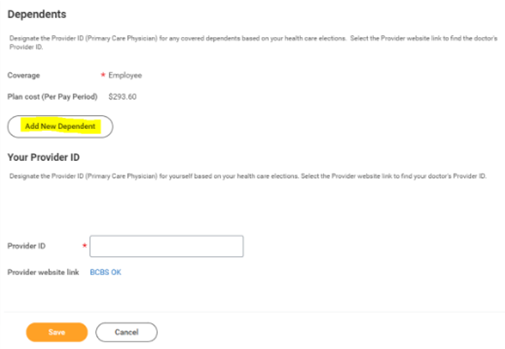 Dependents
Designate the Provider ID (Primary Care Physician) for any covered dependents based on your health care elections. Select the Provider website link to find the doctor's
Provider ID.
Coverage * Employee
Plan cost (Per Pay Period) $293.60
Add New Dependent
Your Provider ID
Designate the Provider ID (Primary Care Physician) for yourself based on your health care elections. Select the Provider website link to find your doctor's Provider ID.
Provider ID *
Provider website link BCBS OK
Save Cancel